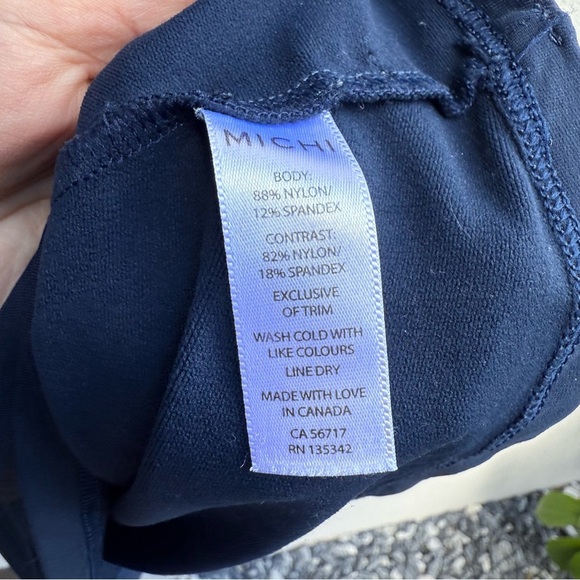 MICHI
BODY:
88% NYLON/
12% SPANDEX
CONTRAST:
82% NYLON/
18% SPANDEX
EXCLUSIVE
OF TRIM
WASH COLD WITH
LIKE COLOURS
LINE DRY
MADE WITH LOVE
IN CANADA
CA 56717
RN 135342